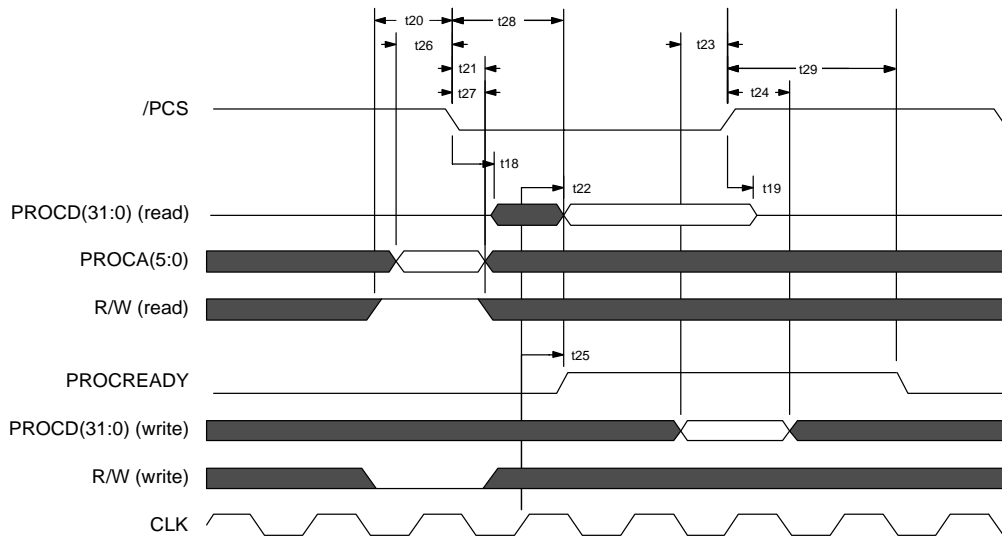 t20
t28
t26
t23
t21
t29
t27
t24
/PCS
t18
t22
t19
PROCD(31:0) (read)
PROCA(5:0)
R/W (read)
t25
PROCREADY
PROCD(31:0) (write)
R/W (write)
CLK